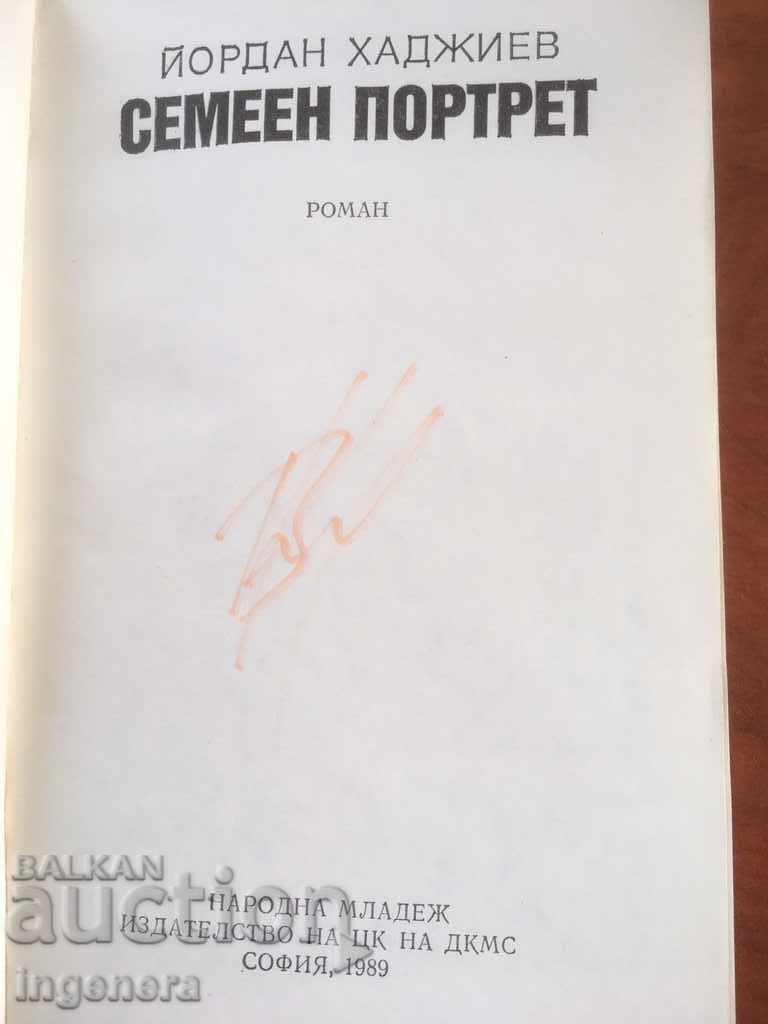 ЙОРДАН ХАДЖИЕВ
СЕМЕЕН ПОРТРЕТ
РОМАН
НАРОДНА МЛАДЕЖ
ИЗДАТЕЛСТВО НА ЦК НА ДКМС
СОФИЯ, 1989
BALKAN
auction
ingenera